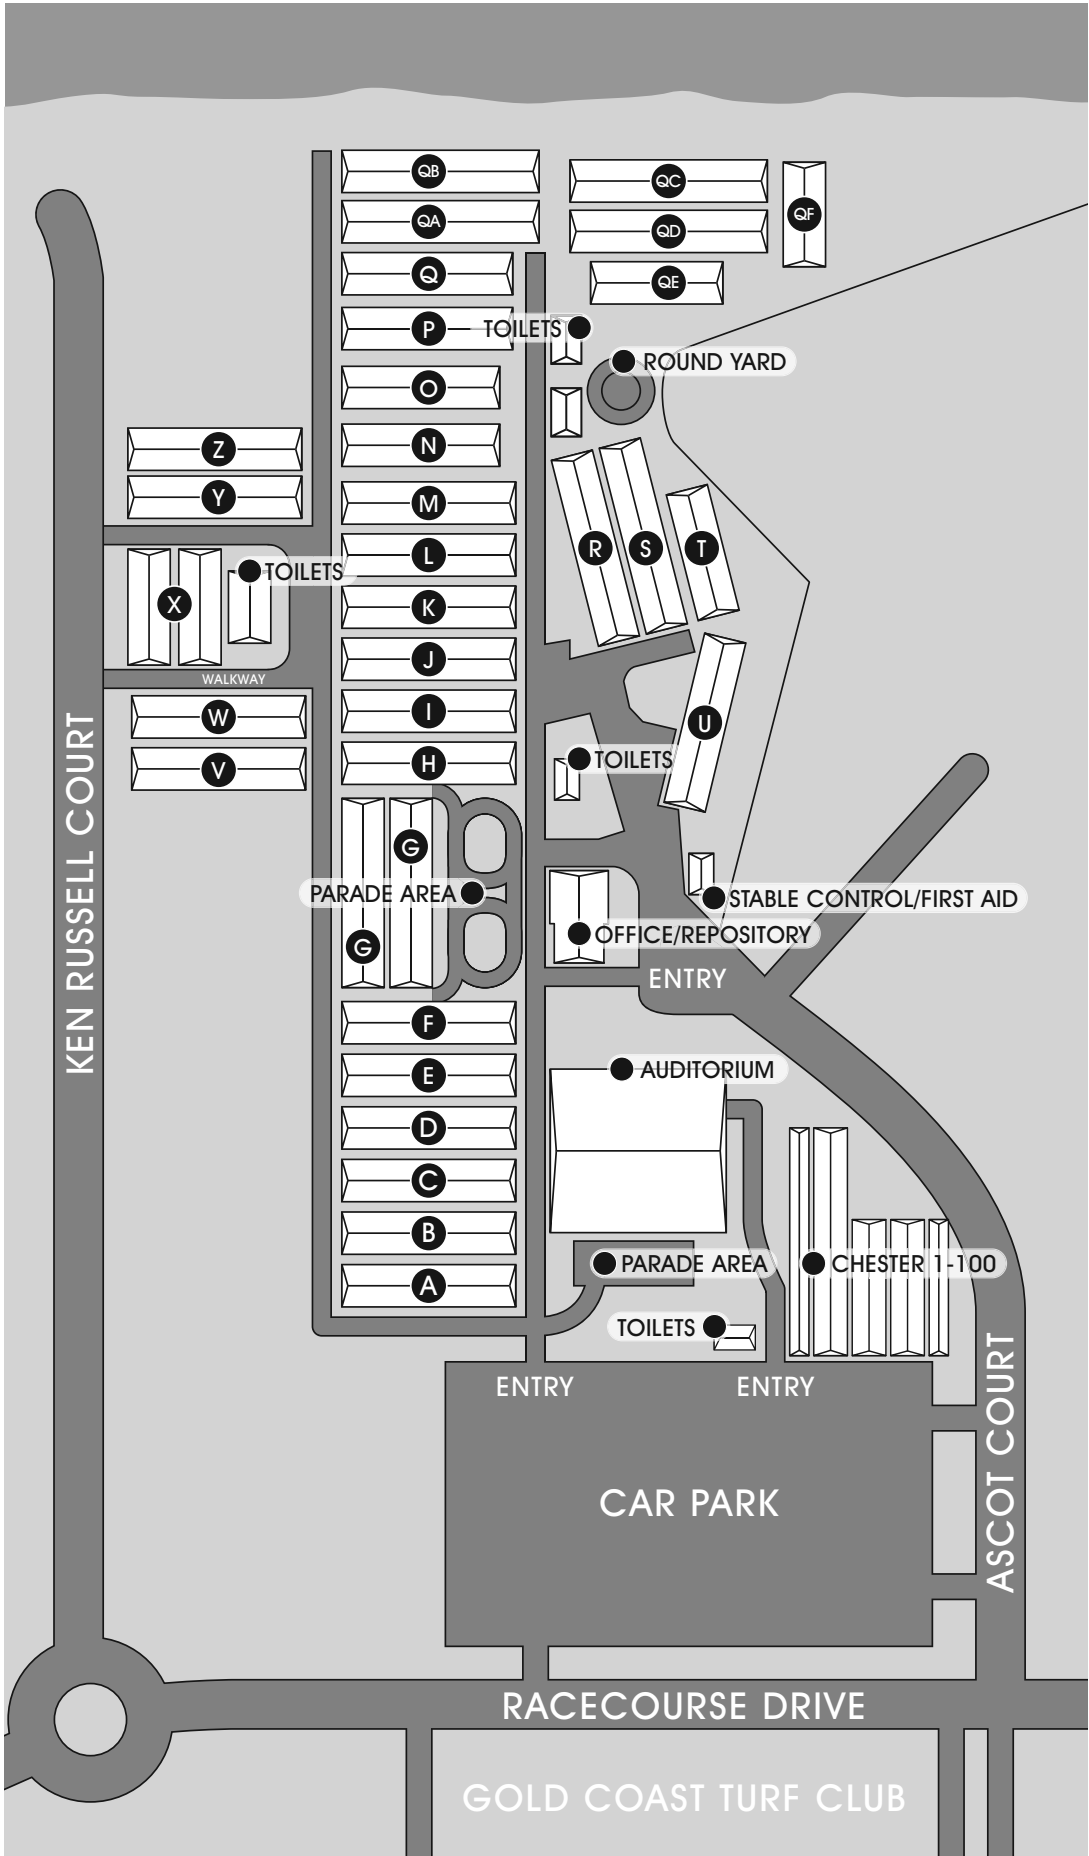 QB
QC
QF
QA
QD
Q
QE
P
TOILETS
ROUND YARD
O
Z
N
Y
M
R
S
T
L
TOILETS
X
K
J
WALKWAY
W
I
U
V
H
TOILETS
G
PARADE AREA
STABLE CONTROL/FIRST AID
G
OFFICE/REPOSITORY
ENTRY
KEN RUSSELL COURT
F
E
AUDITORIUM
D
C
B
A
PARADE AREA
CHESTER 1-100
TOILETS
ENTRY
ENTRY
CAR PARK
ASCOT COURT
RACECOURSE DRIVE
GOLD COAST TURF CLUB